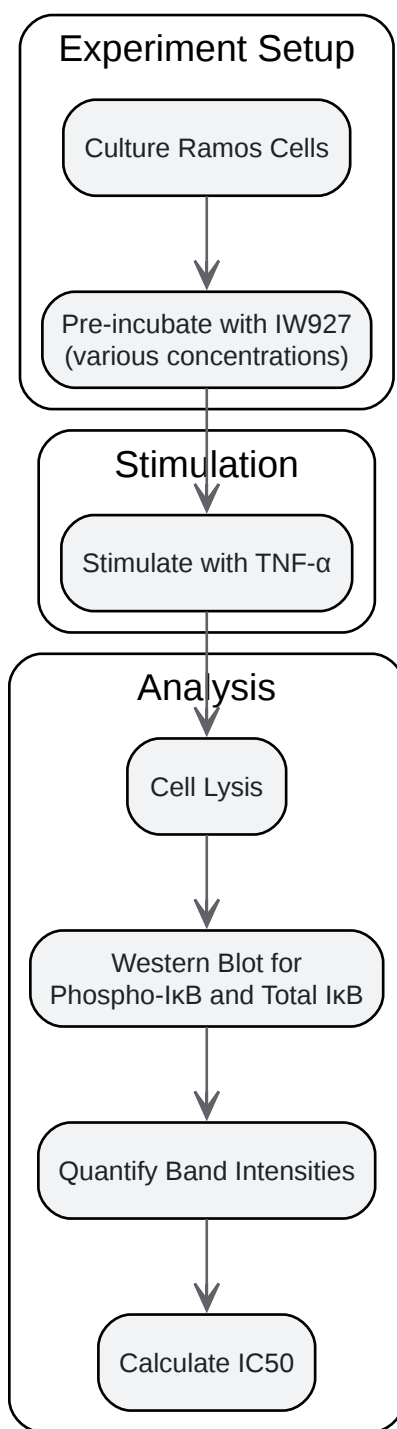 Experiment Setup
Culture Ramos Cells
Pre-incubate with IW927
(various concentrations)
Stimulation
Stimulate with TNF-α
Analysis
Cell Lysis
Western Blot for
Phospho-IκB and Total IκB
Quantify Band Intensities
Calculate IC50